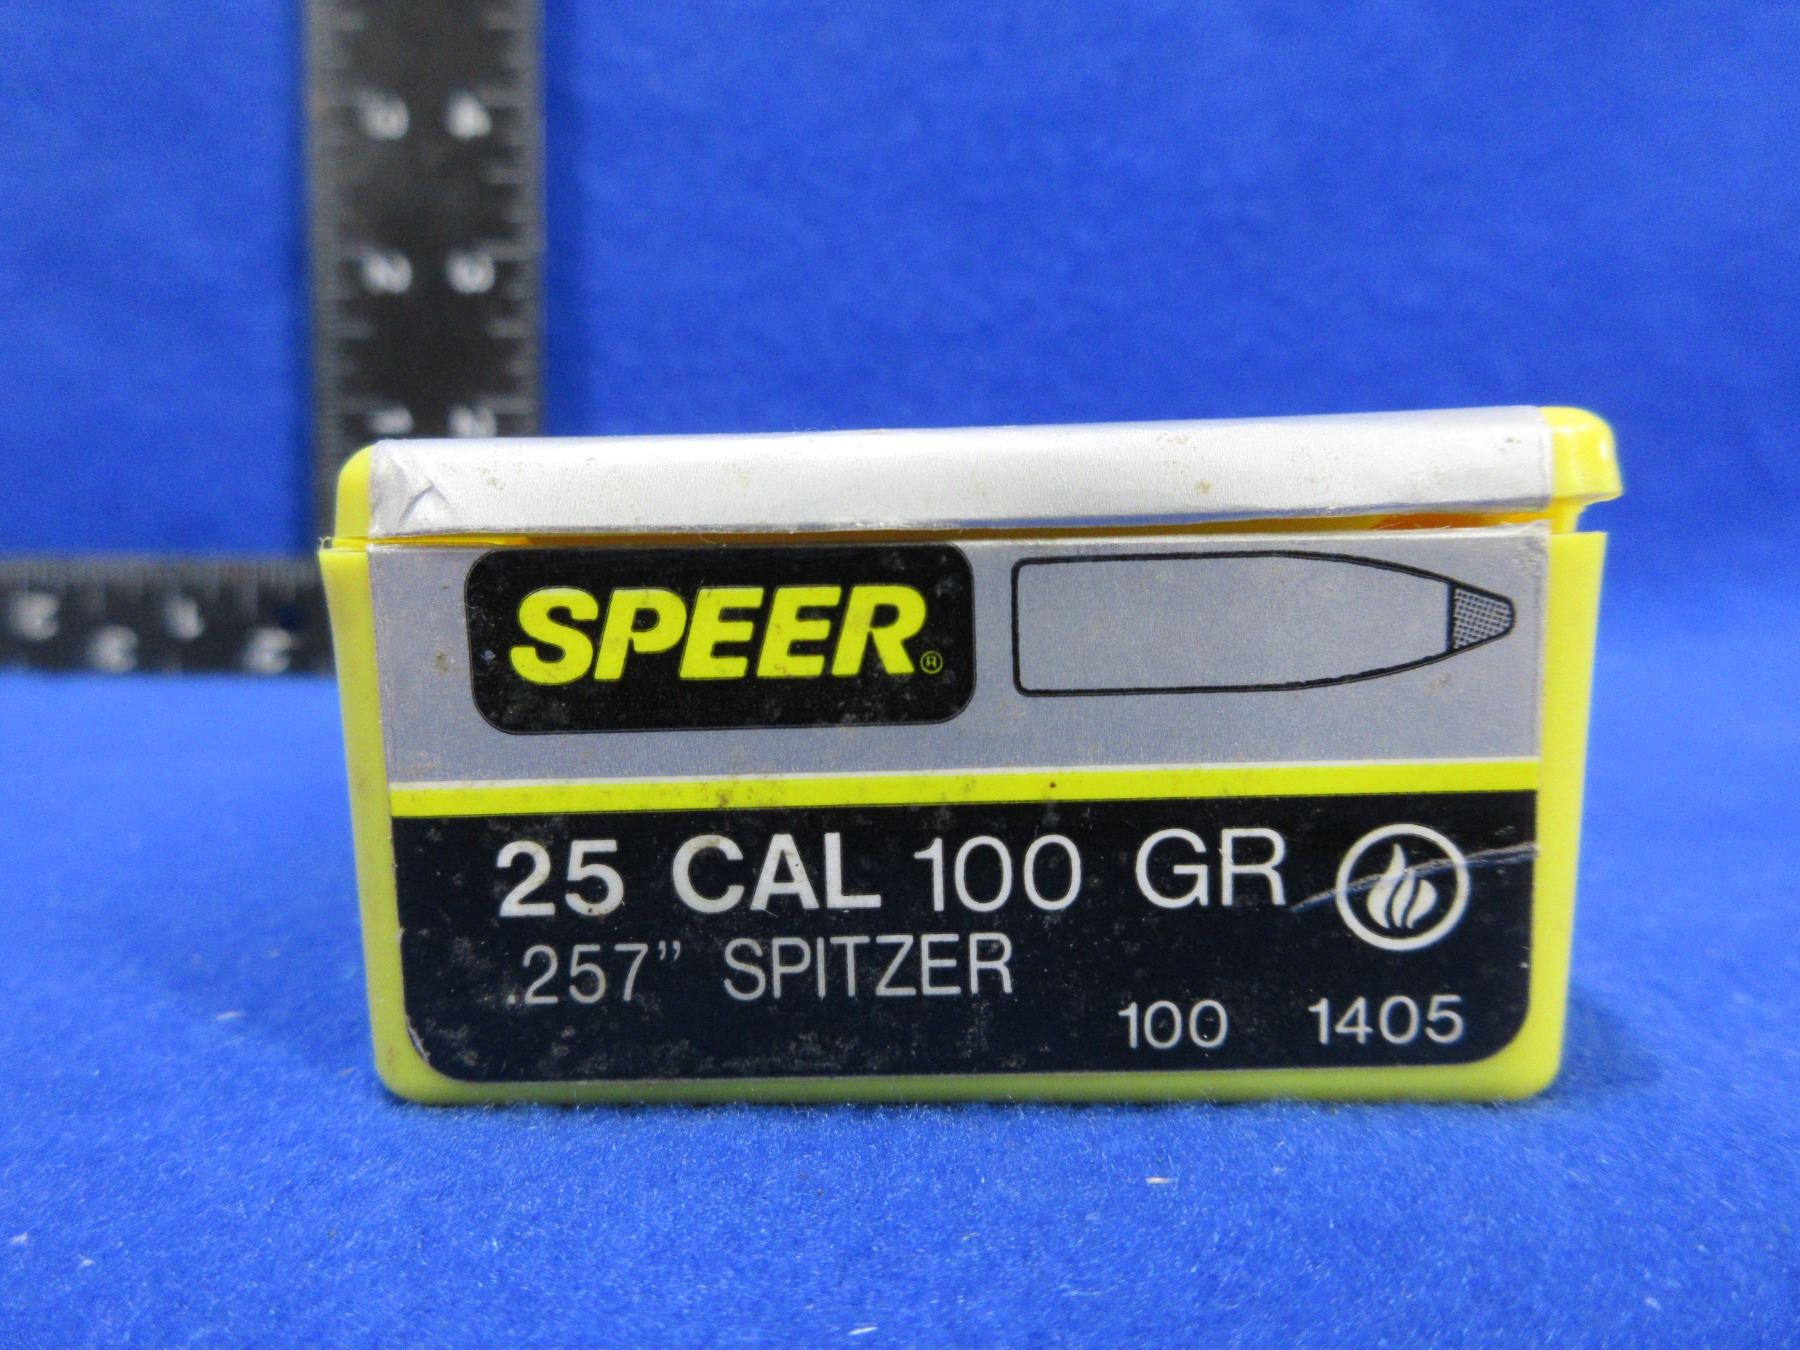 SPEER®
25 CAL 100 GR
.257” SPITZER
100 1405